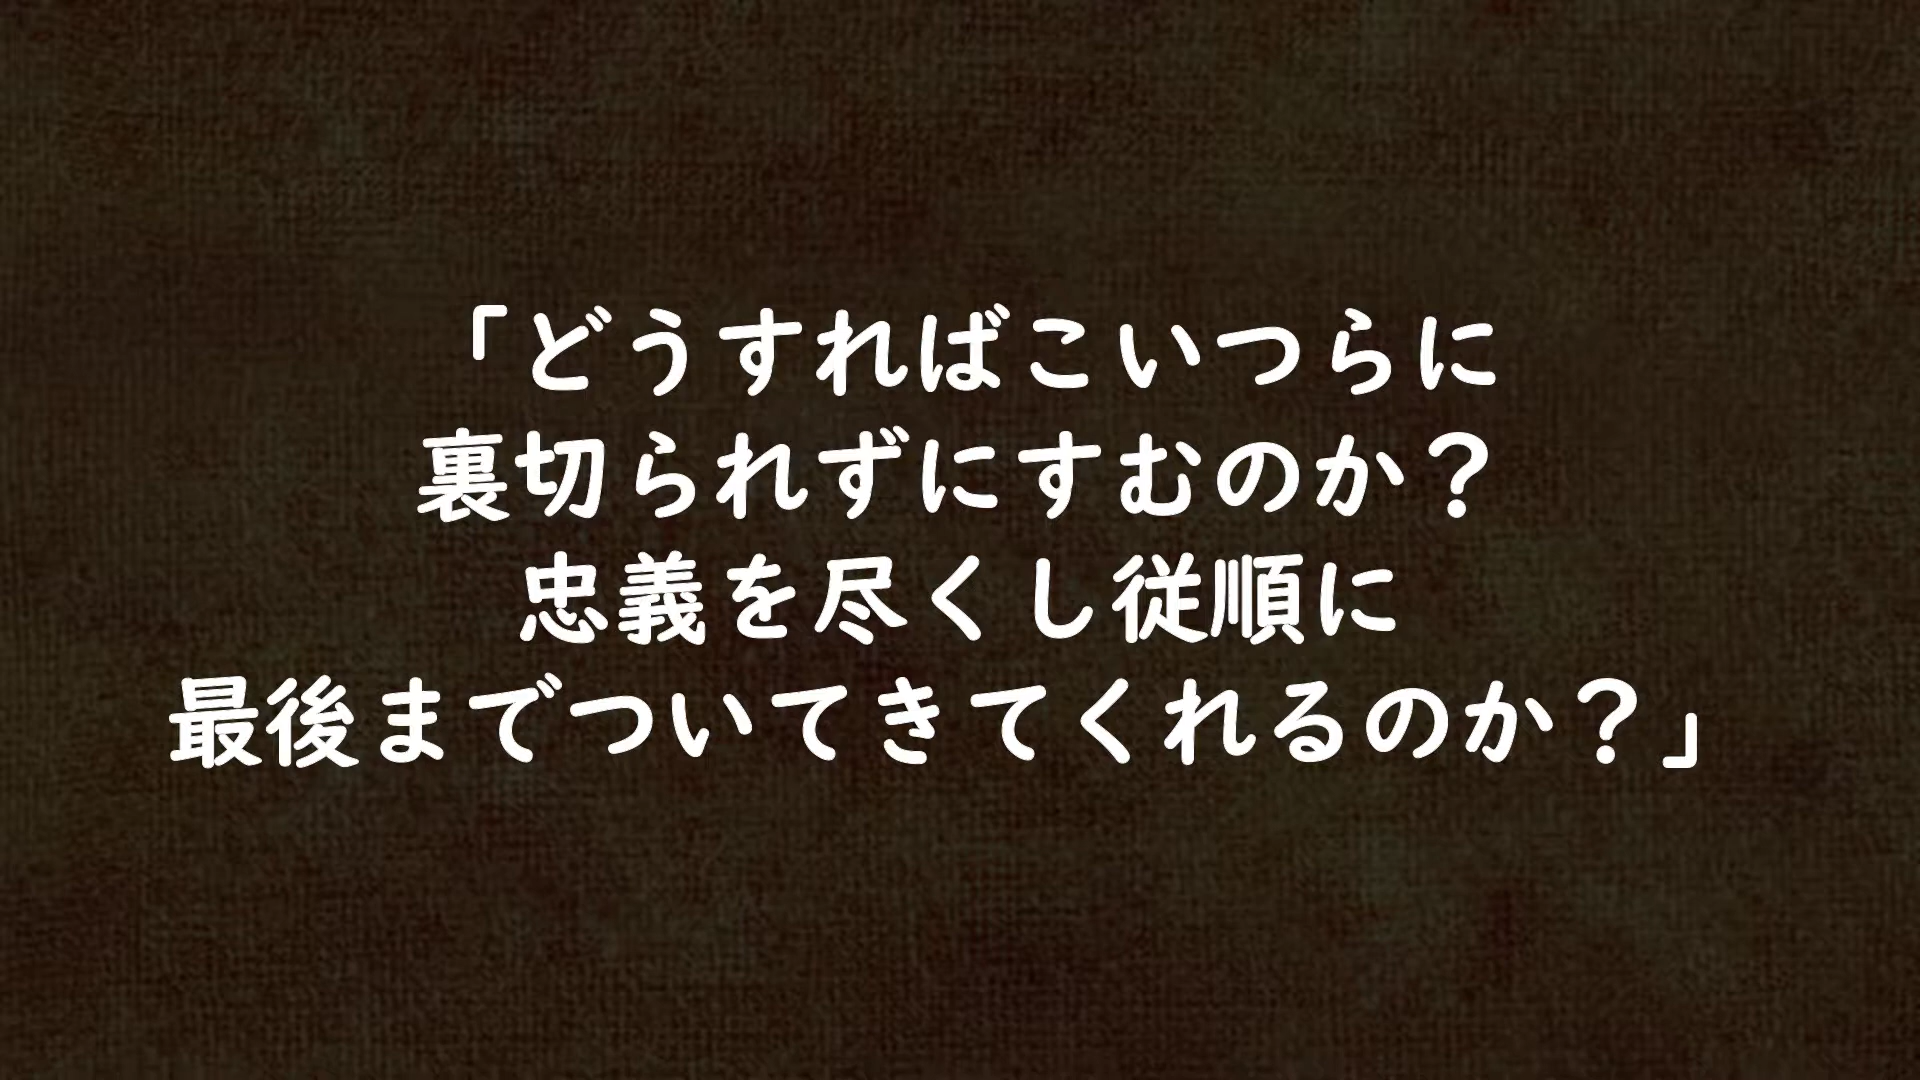 「どうすればこいつらに
裏切られずにすむのか？
忠義を尽くし従順に
最後までついてきてくれるのか？」